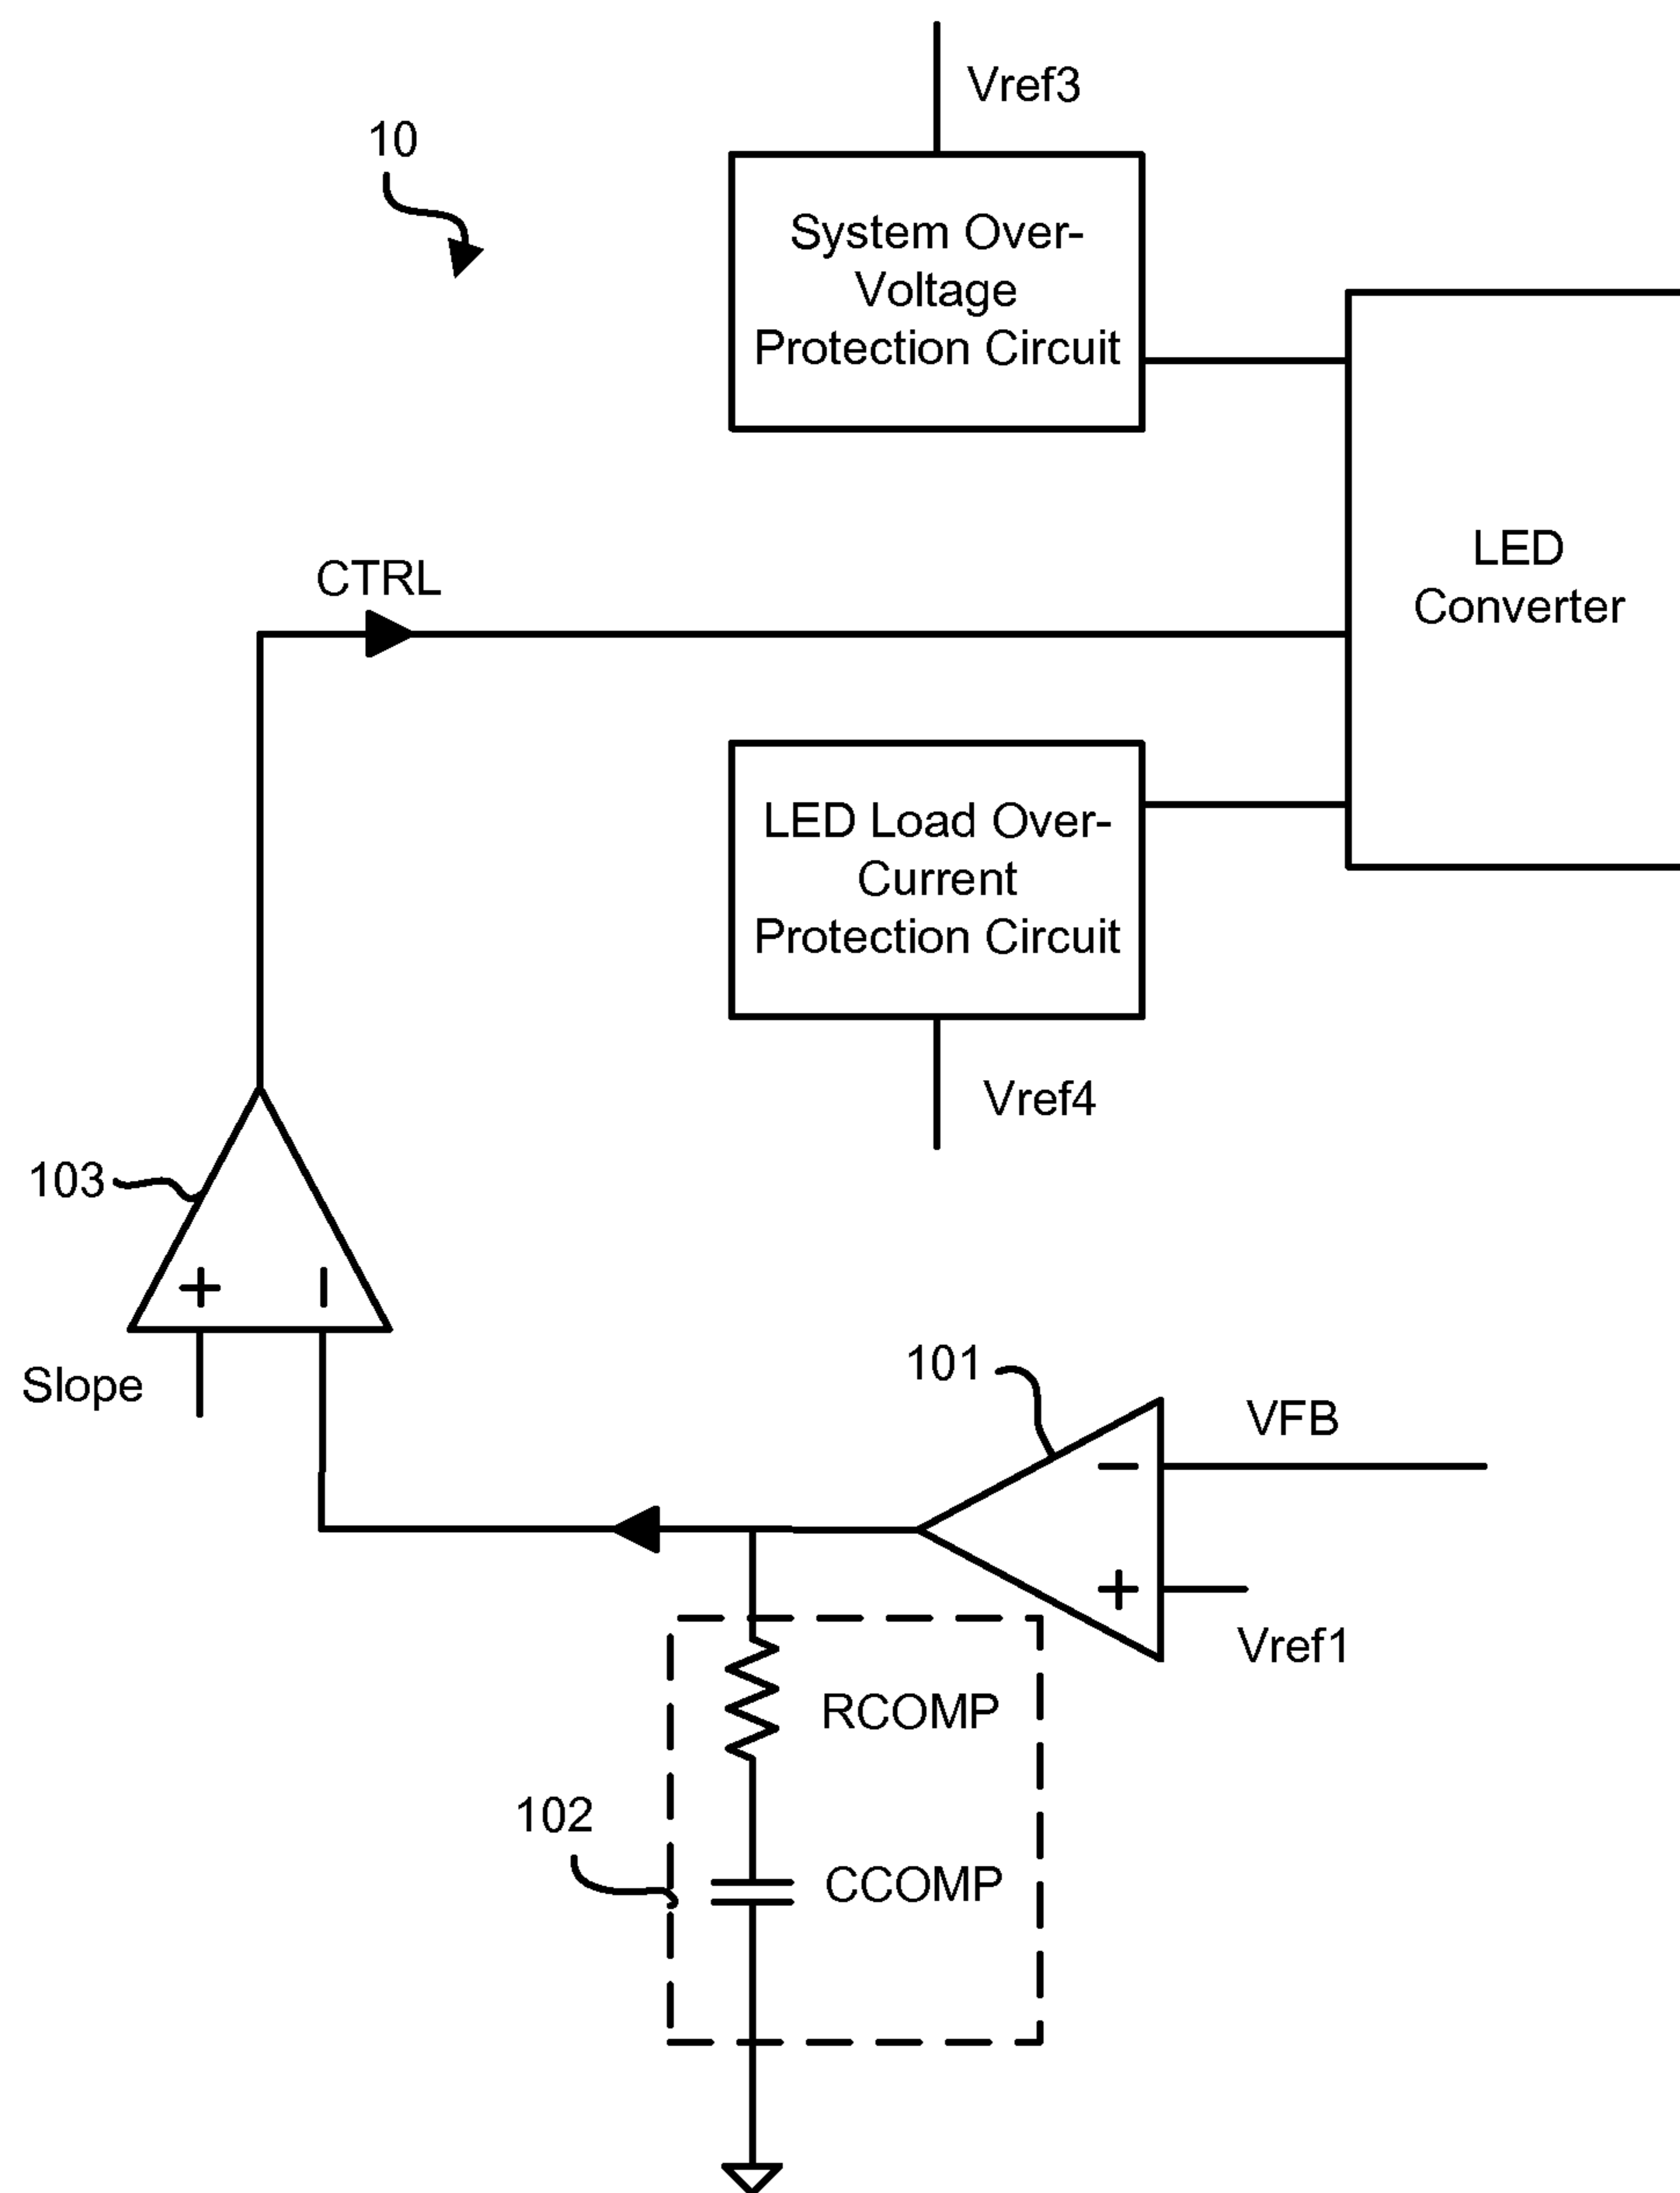 Vref3
10
System Over-
Voltage
Protection Circuit
LED
Converter
CTRL
LED Load Over-
Current
Protection Circuit
Vref4
103
+
−
Slope
101
VFB
−
+
Vref1
RCOMP
102
CCOMP